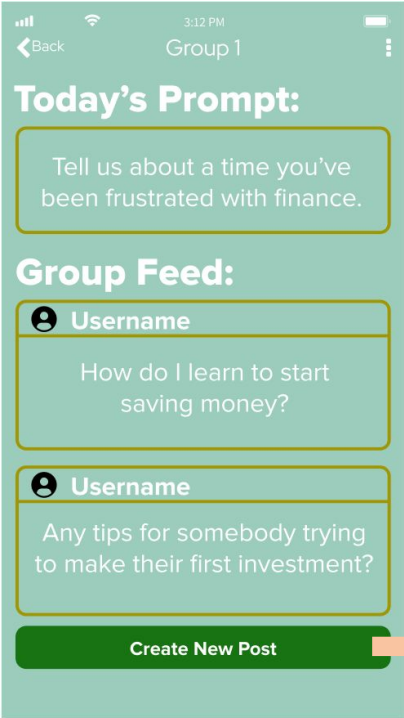 3:12 PM
Back
Group 1
Today’s Prompt:
Tell us about a time you’ve
been frustrated with finance.
Group Feed:
Username
How do I learn to start
saving money?
Username
Any tips for somebody trying
to make their first investment?
Create New Post